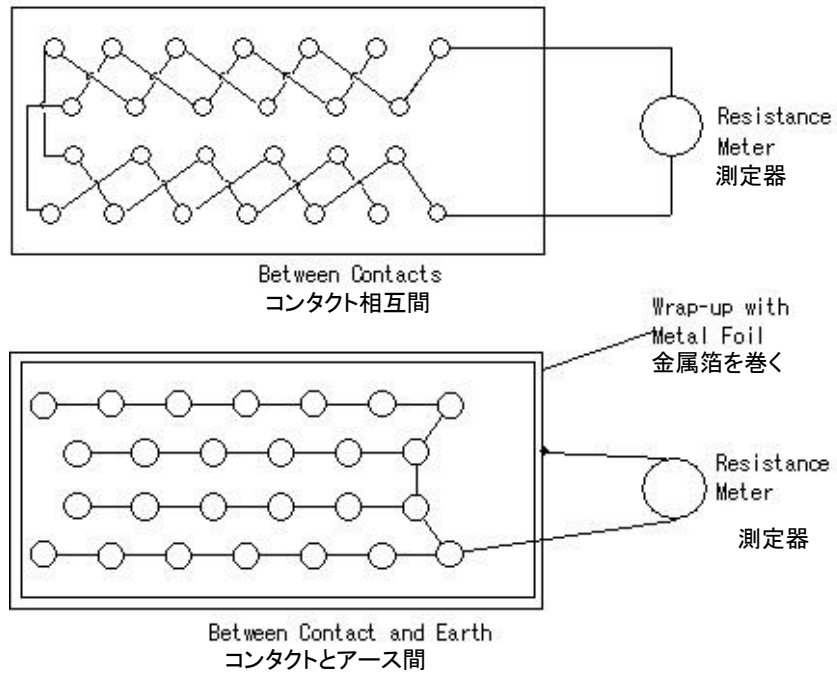 Resistance
Meter
測定器
Between Contacts
コンタクト相互間
Wrap-up with
Metal Foil
金属箔を巻く
Resistance
Meter
測定器
Between Contact and Earth
コンタクトとアース間